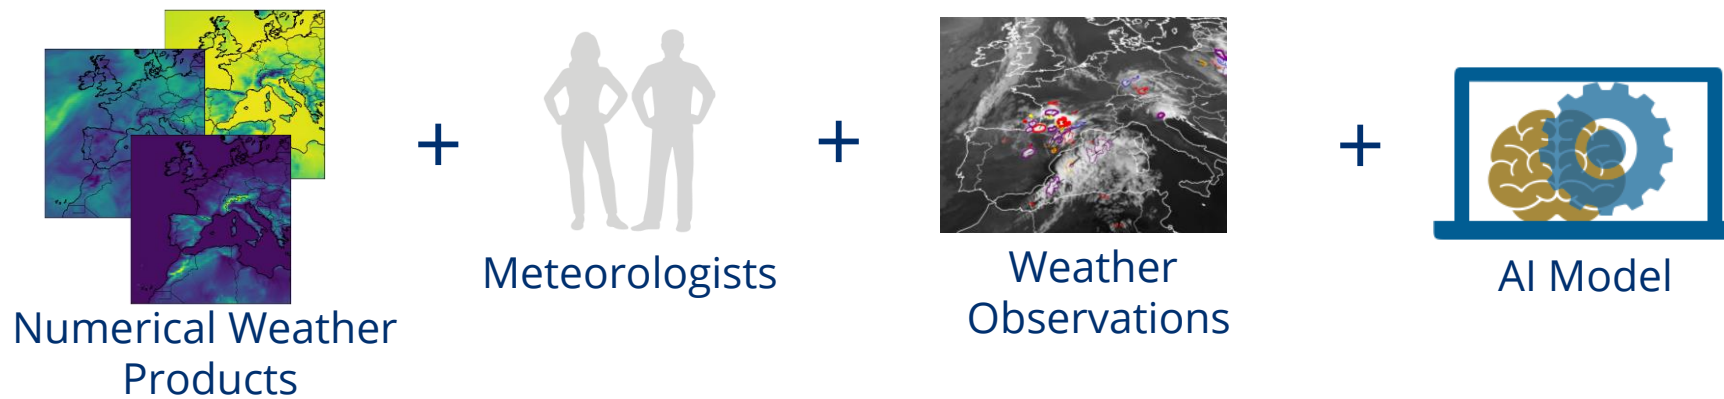 Numerical Weather
Products
+
Meteorologists
+
Weather
Observations
+
AI Model